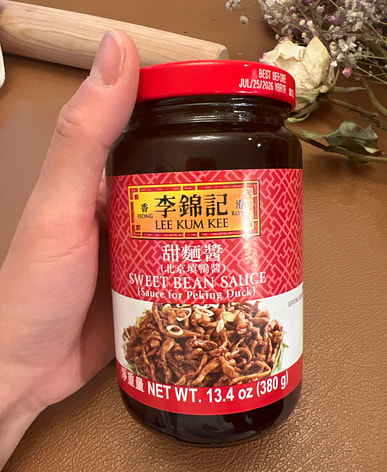 BEST BEFORE
JUL/25/2026
香 李錦記 港
HONG LEE KUM KEE KONG
甜麵醬
(北京填鴨醬)
SWEET BEAN SAUCE
(Sauce for Peking Duck)
淨重量 NET WT. 13.4 oz (380 g)